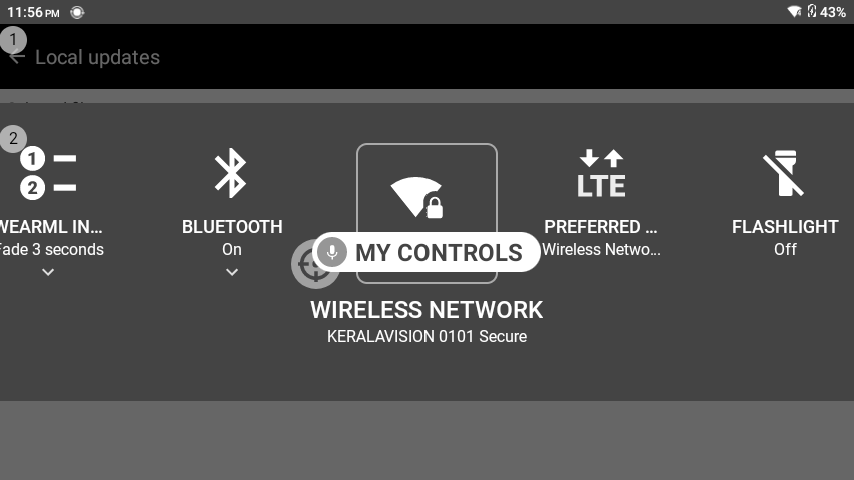 11:56 PM
43%
1
Local updates
2
1
2
LTE
WEARML IN...
BLUETOOTH
PREFERRED ...
FLASHLIGHT
Fade 3 seconds
On
Wireless Netwo...
Off
MY CONTROLS
WIRELESS NETWORK
KERALAVISION 0101 Secure